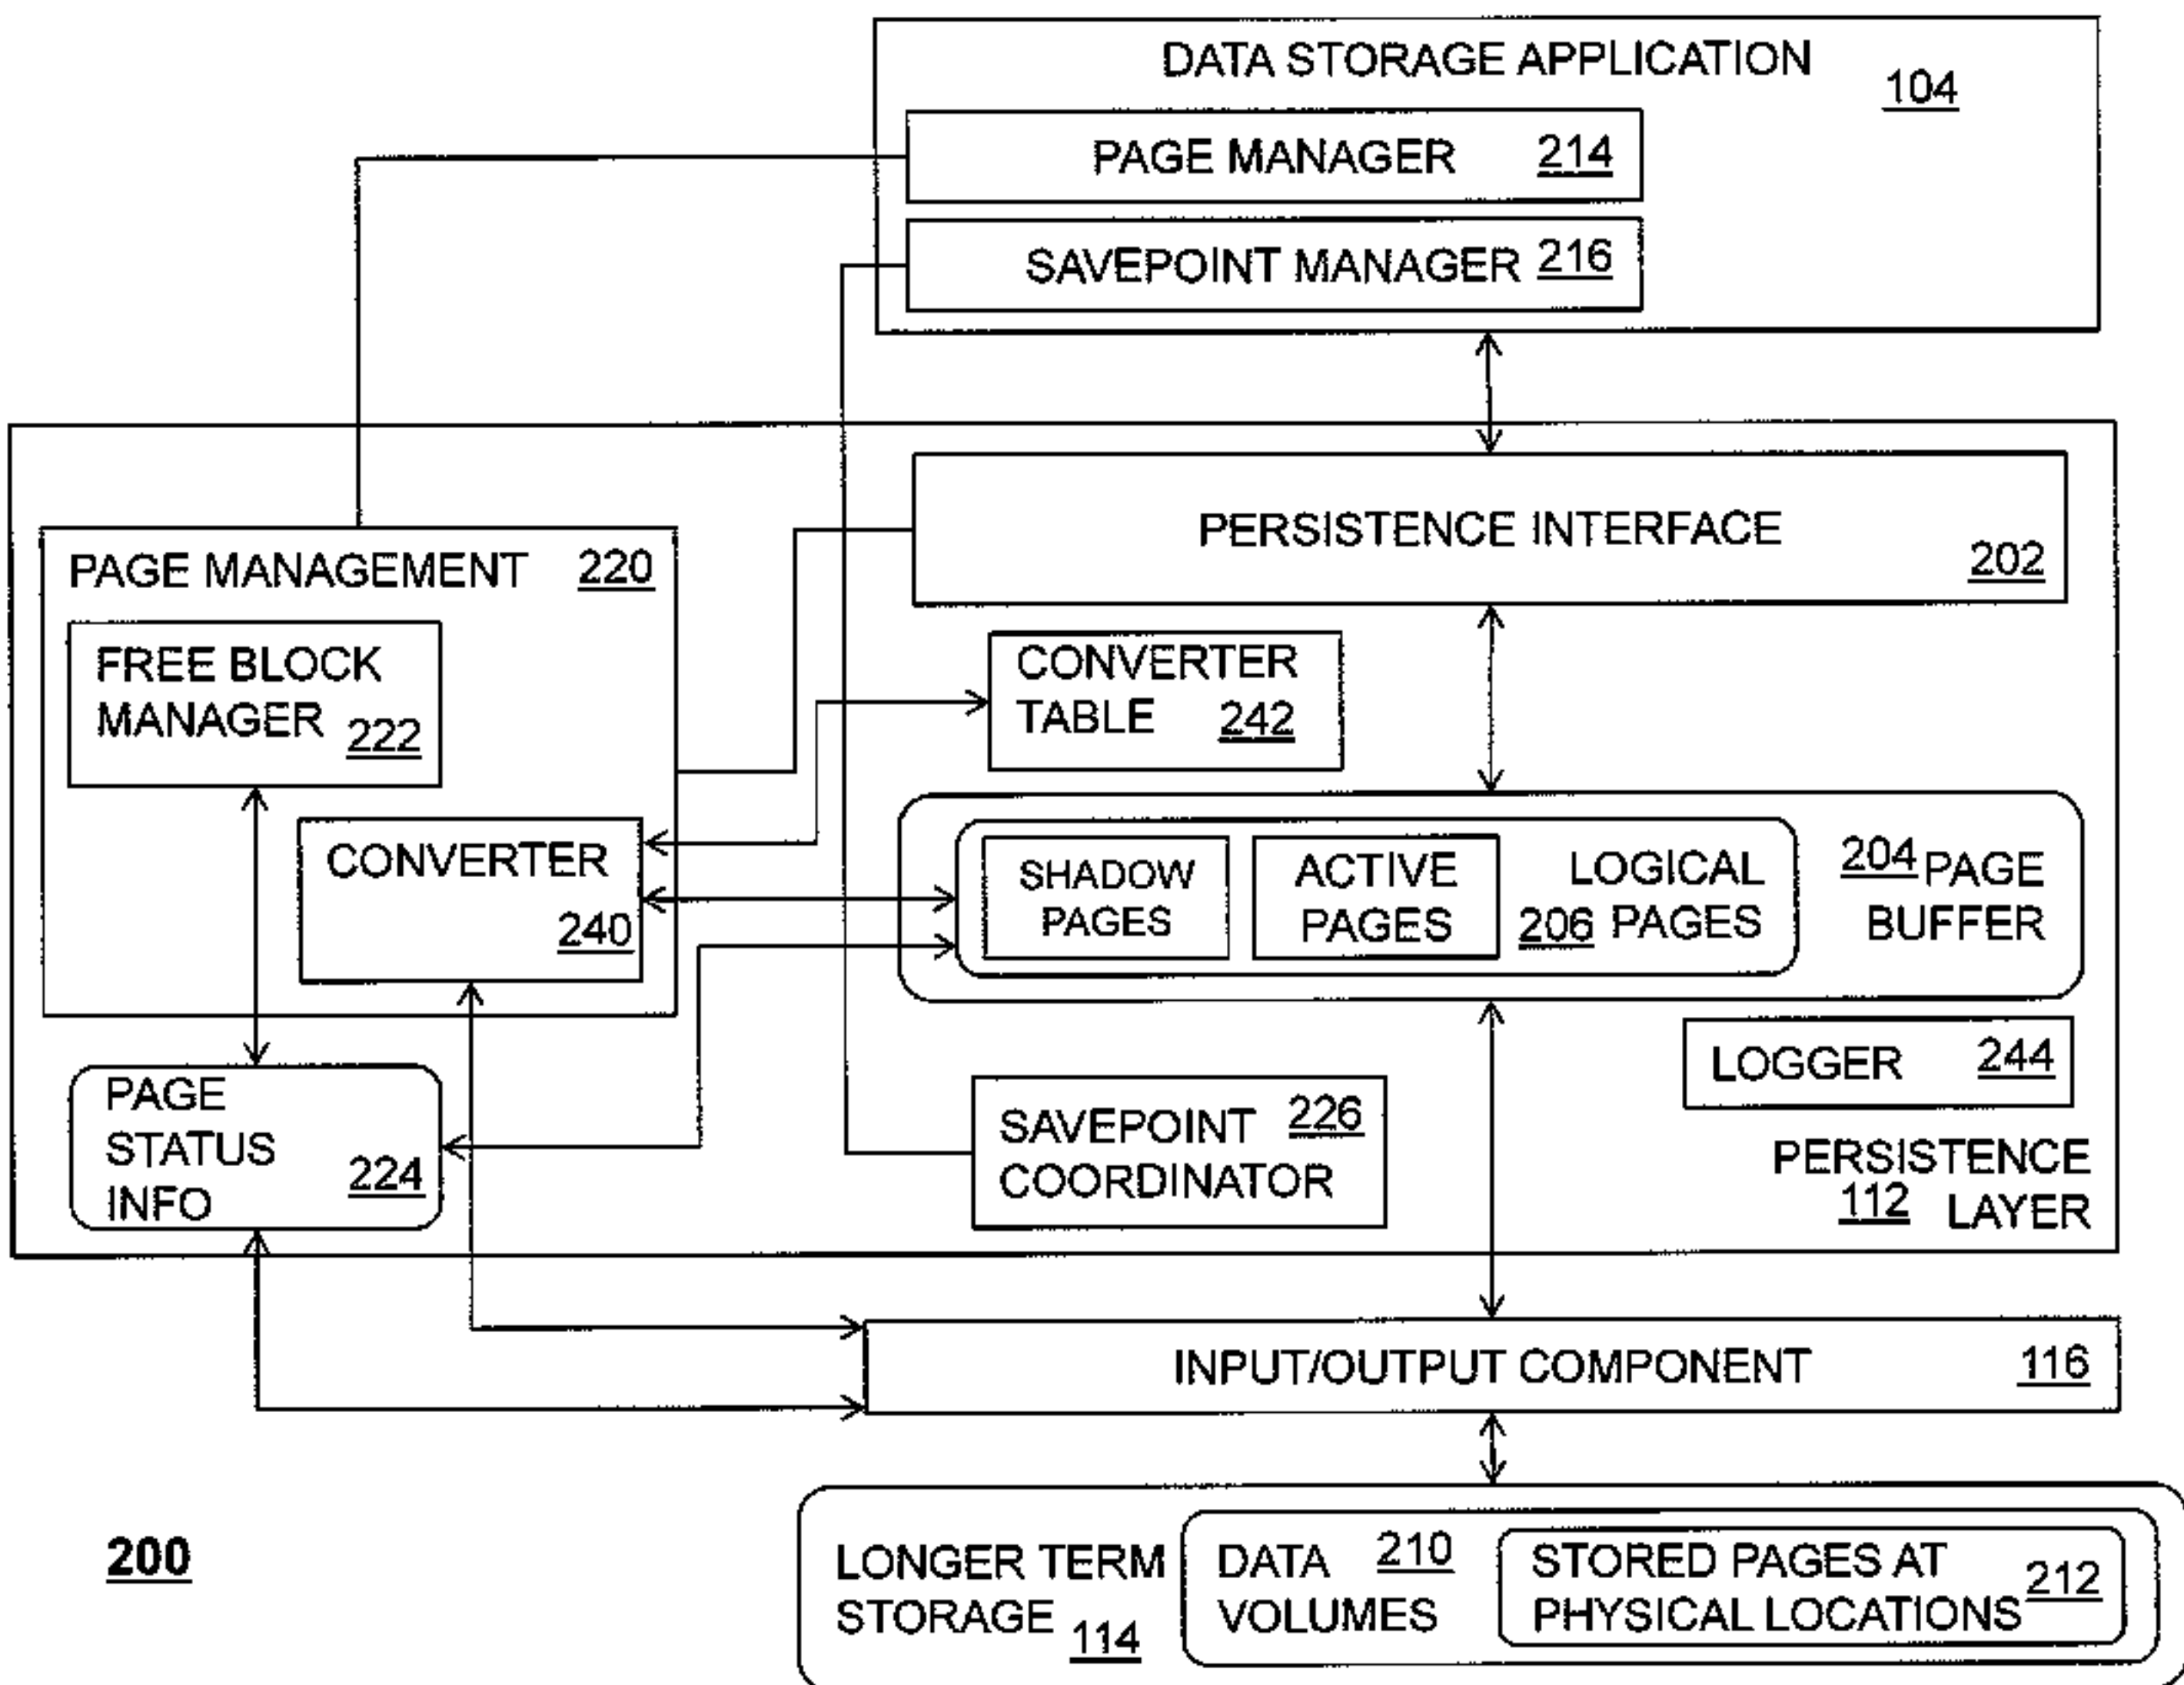 DATA STORAGE APPLICATION 104
PAGE MANAGER 214
SAVEPOINT MANAGER 216
PERSISTENCE INTERFACE
202
PAGE MANAGEMENT 220
FREE BLOCK
MANAGER 222
CONVERTER
TABLE 242
CONVERTER
240
SHADOW
PAGES
ACTIVE
PAGES
LOGICAL
206 PAGES
204 PAGE
BUFFER
LOGGER 244
PAGE
STATUS
INFO 224
SAVEPOINT 226
COORDINATOR
PERSISTENCE
112 LAYER
INPUT/OUTPUT COMPONENT 116
200
LONGER TERM
STORAGE 114
DATA 210
VOLUMES
STORED PAGES AT
PHYSICAL LOCATIONS 212